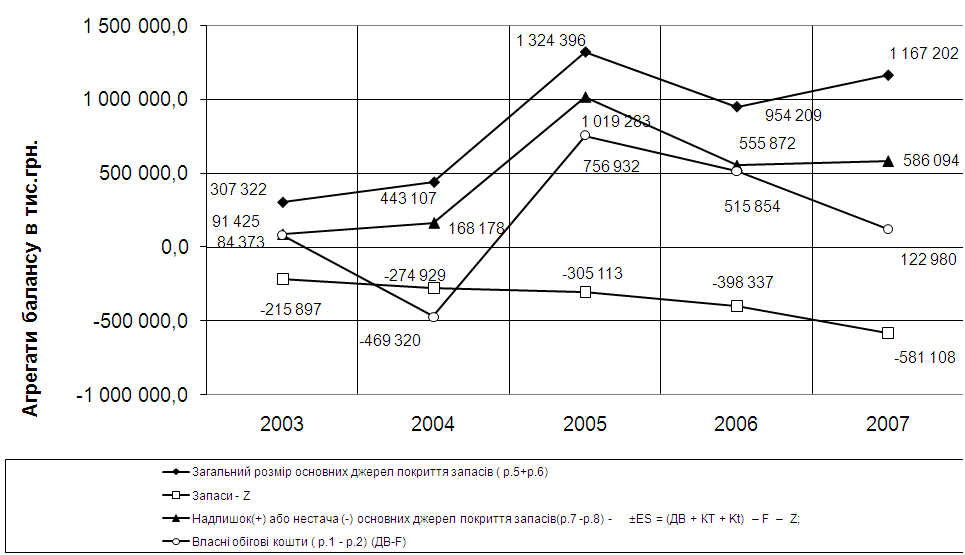 1 500 000,0
1 324 396
1 167 202
1 000 000,0
954 209
1 019 283
555 872
586 094
500 000,0
756 932
307 322
443 107
515 854
91 425
168 178
84 373
0,0
122 980
-274 929
-305 113
-398 337
-215 897
-500 000,0
-469 320
-581 108
-1 000 000,0
Агрегати балансу в тис.грн.
2003 2004 2005 2006 2007
Загальний розмір основних джерел покриття запасів ( р.5+р.6)
Запаси - Z
Надлишок(+) або нестача (-) основних джерел покриття запасів(р.7 -р.8) - ±ES = (ДВ + КТ + Kt) – F – Z;
Власні обігові кошти ( р.1 - р.2) (ДВ-F)